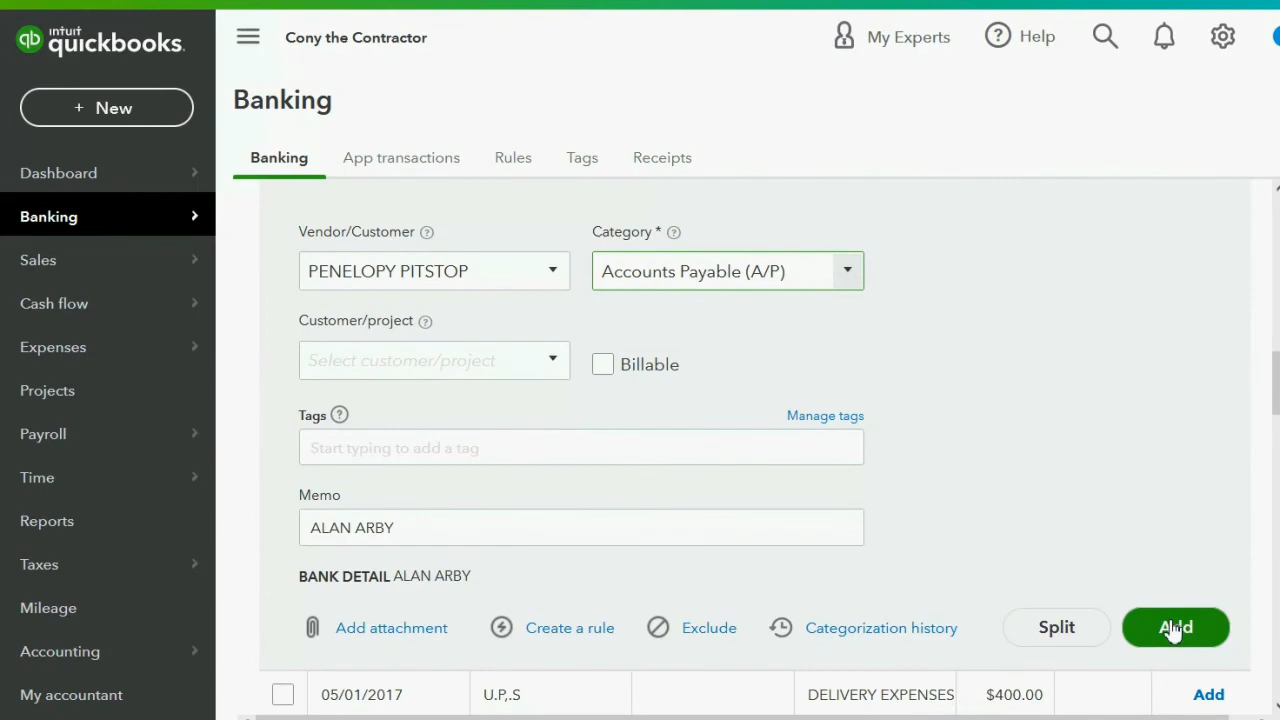 intuit
quickbooks.
Cony the Contractor
My Experts
Help
+ New
Banking
Banking
App transactions
Rules
Tags
Receipts
Dashboard
Banking
Sales
Cash flow
Expenses
Projects
Payroll
Time
Reports
Taxes
Mileage
Accounting
My accountant
Vendor/Customer
Category *
PENELOPY PITSTOP
Accounts Payable (A/P)
Customer/project
Select customer/project
Billable
Tags
Manage tags
Start typing to add a tag
Memo
ALAN ARBY
BANK DETAIL ALAN ARBY
Add attachment
Create a rule
Exclude
Categorization history
Split
Add
05/01/2017
U.P,.S
DELIVERY EXPENSES
$400.00
Add